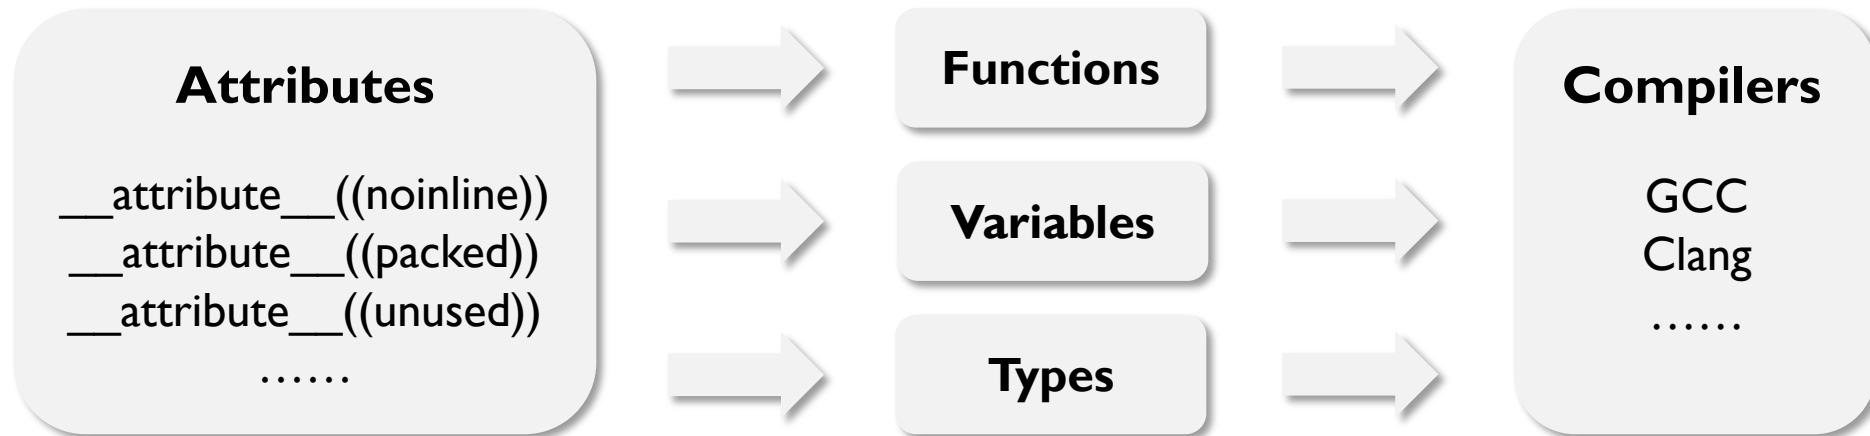 Attributes
__attribute__((noinline))
__attribute__((packed))
__attribute__((unused))
……
Functions
Variables
Types
Compilers
GCC
Clang
……